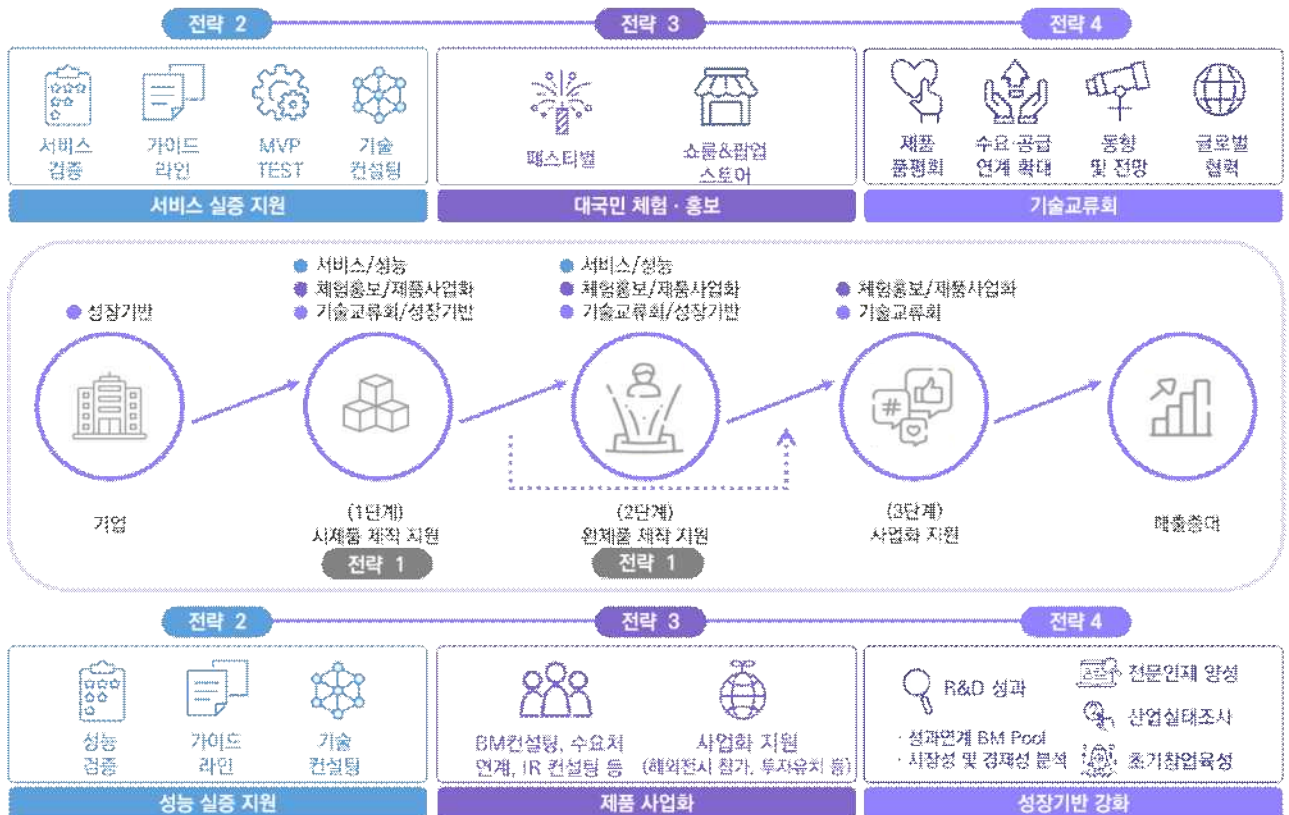 전략 2
전략 3
전략 4
서비스 검증
가이드 라인
MVP TEST
기술 컨설팅
서비스 실증 지원
페스티벌
쇼룸&팝업 스토어
대국민 체험 · 홍보
제품 품평회
수요·공급 연계 확대
동향 및 전망
글로벌 협력
기술교류회
● 성장기반
● 서비스/성능
● 체험홍보/제품사업화
● 기술교류회/성장기반
● 서비스/성능
● 체험홍보/제품사업화
● 기술교류회/성장기반
● 체험홍보/제품사업화
● 기술교류회
#
기업
(1단계)
시제품 제작 지원
전략 1
(2단계)
완제품 제작 지원
전략 1
(3단계)
사업화 지원
매출증대
전략 2
전략 3
전략 4
성능 검증
가이드 라인
기술 컨설팅
성능 실증 지원
BM컨설팅, 수요처
연계, IR 컨설팅 등
사업화 지원
(해외전시 참가, 투자유치 등)
제품 사업화
R&D 성과
· 성과연계 BM Pool
· 시장성 및 경제성 분석
전문인재 양성
산업실태조사
초기창업육성
성장기반 강화